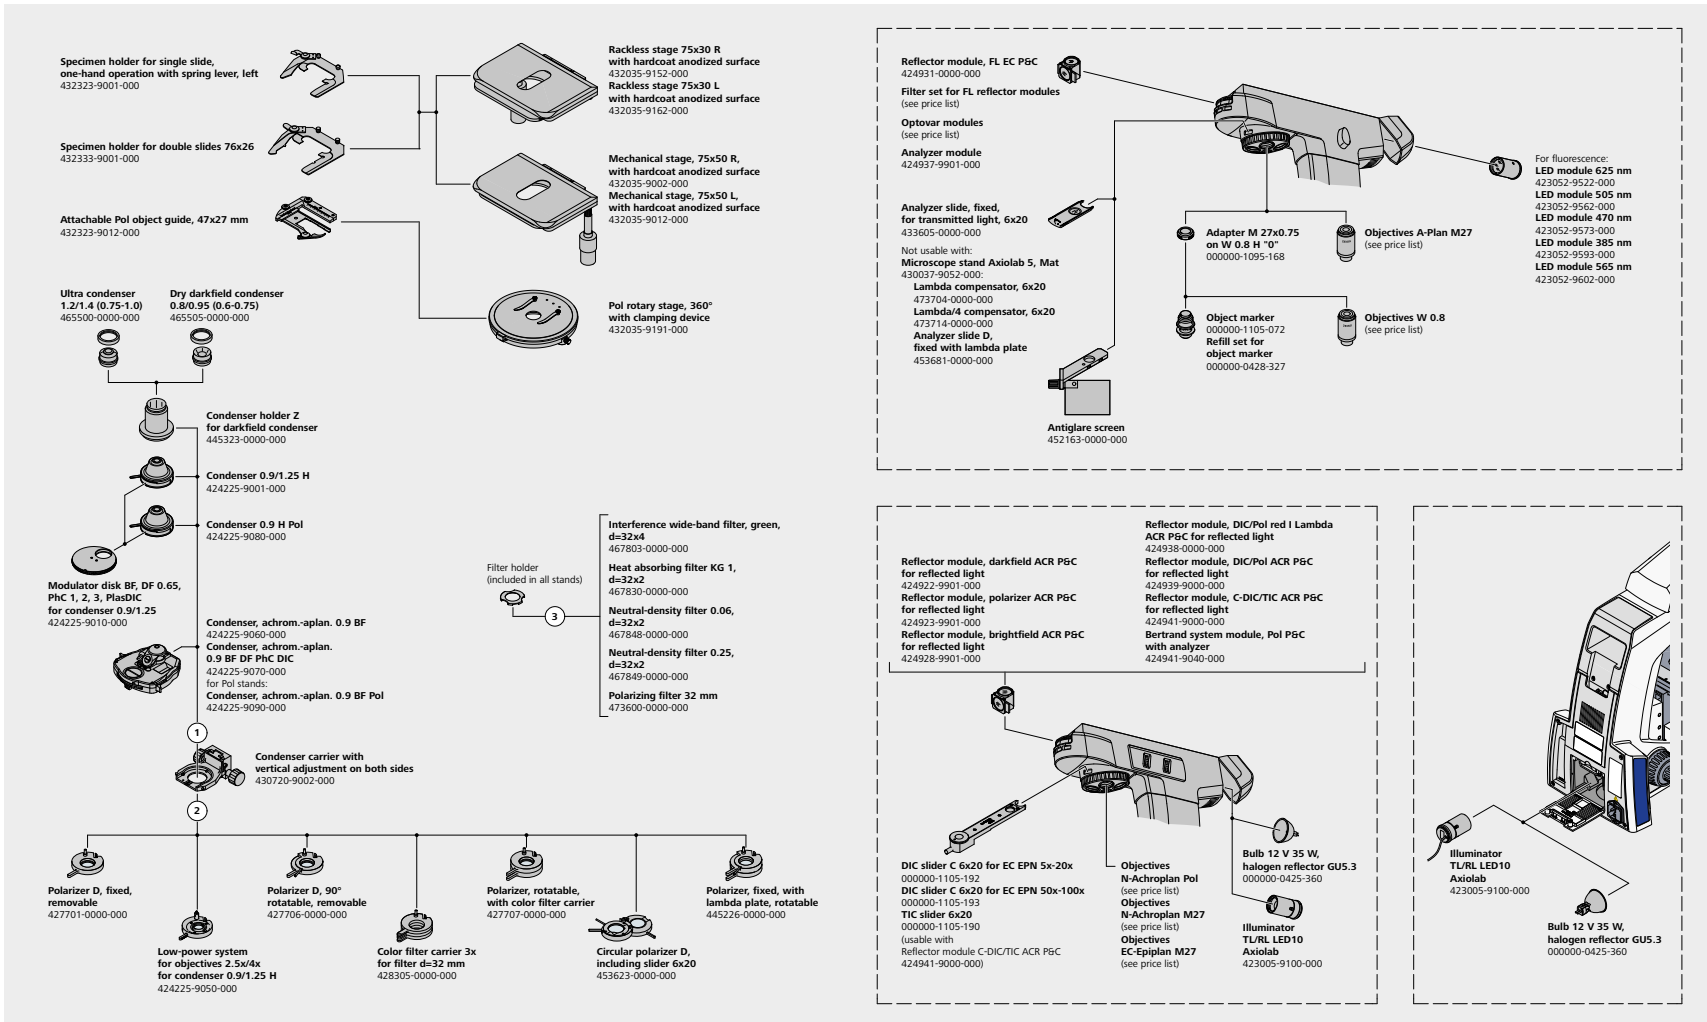 Specimen holder for single slide,
one-hand operation with spring lever, left
432323-9001-000
Specimen holder for double slides 76x26
432333-9001-000
Attachable Pol object guide, 47x27 mm
432323-9012-000
Rackless stage 75x30 R
with hardcoat anodized surface
432035-9152-000
Rackless stage 75x30 L
with hardcoat anodized surface
432035-9162-000
Mechanical stage, 75x50 R,
with hardcoat anodized surface
432035-9002-000
Mechanical stage, 75x50 L,
with hardcoat anodized surface
432035-9012-000
Pol rotary stage, 360°
with clamping device
432035-9191-000
Ultra condenser
1.2/1.4 (0.75-1.0)
465500-0000-000
Dry darkfield condenser
0.8/0.95 (0.6-0.75)
465505-0000-000
Condenser holder Z
for darkfield condenser
445323-0000-000
Condenser 0.9/1.25 H
424225-9001-000
Condenser 0.9 H Pol
424225-9080-000
Modulator disk BF, DF 0.65,
PhC 1, 2, 3, PlasDIC
for condenser 0.9/1.25
424225-9010-000
Condenser, achrom.-aplan. 0.9 BF
424225-9060-000
Condenser, achrom.-aplan.
0.9 BF DF PhC DIC
424225-9070-000
for Pol stands:
Condenser, achrom.-aplan. 0.9 BF Pol
424225-9090-000
1
Condenser carrier with
vertical adjustment on both sides
430720-9002-000
2
Filter holder
(included in all stands)
3
Interference wide-band filter, green,
d=32x4
467803-0000-000
Heat absorbing filter KG 1,
d=32x2
467830-0000-000
Neutral-density filter 0.06,
d=32x2
467848-0000-000
Neutral-density filter 0.25,
d=32x2
467849-0000-000
Polarizing filter 32 mm
473600-0000-000
Polarizer D, fixed,
removable
427701-0000-000
Low-power system
for objectives 2.5x/4x
for condenser 0.9/1.25 H
424225-9050-000
Polarizer D, 90°
rotatable, removable
427706-0000-000
Color filter carrier 3x
for filter d=32 mm
428305-0000-000
Polarizer, rotatable,
with color filter carrier
427707-0000-000
Circular polarizer D,
including slider 6x20
453623-0000-000
Polarizer, fixed, with
lambda plate, rotatable
445226-0000-000
Reflector module, FL EC P&C
424931-0000-000
Filter set for FL reflector modules
(see price list)
Optovar modules
(see price list)
Analyzer module
424937-9901-000
Analyzer slide, fixed,
for transmitted light, 6x20
433605-0000-000
Not usable with:
Microscope stand Axiolab 5, Mat
430037-9052-000:
Lambda compensator, 6x20
473704-0000-000
Lambda/4 compensator, 6x20
473714-0000-000
Analyzer slide D,
fixed with lambda plate
453681-0000-000
Antiglare screen
452163-0000-000
Adapter M 27x0.75
on W 0.8 H "0"
000000-1095-168
Objectives A-Plan M27
(see price list)
Object marker
000000-1105-072
Refill set for
object marker
000000-0428-327
Objectives W 0.8
(see price list)
For fluorescence:
LED module 625 nm
423052-9522-000
LED module 505 nm
423052-9562-000
LED module 470 nm
423052-9573-000
LED module 385 nm
423052-9593-000
LED module 565 nm
423052-9602-000
Reflector module, darkfield ACR P&C
for reflected light
424922-9901-000
Reflector module, polarizer ACR P&C
for reflected light
424923-9901-000
Reflector module, brightfield ACR P&C
for reflected light
424928-9901-000
Reflector module, DIC/Pol red I Lambda
ACR P&C for reflected light
424938-0000-000
Reflector module, DIC/Pol ACR P&C
for reflected light
424939-9000-000
Reflector module, C-DIC/TIC ACR P&C
for reflected light
424941-9000-000
Bertrand system module, Pol P&C
with analyzer
424941-9040-000
DIC slider C 6x20 for EC EPN 5x-20x
000000-1105-192
DIC slider C 6x20 for EC EPN 50x-100x
000000-1105-193
TIC slider 6x20
000000-1105-190
(usable with
Reflector module C-DIC/TIC ACR P&C
424941-9000-000)
Objectives
N-Achroplan Pol
(see price list)
Objectives
N-Achroplan M27
(see price list)
Objectives
EC-Epiplan M27
(see price list)
Bulb 12 V 35 W,
halogen reflector GU5.3
000000-0425-360
Illuminator
TL/RL LED10
Axiolab
423005-9100-000
Illuminator
TL/RL LED10
Axiolab
423005-9100-000
Bulb 12 V 35 W,
halogen reflector GU5.3
000000-0425-360